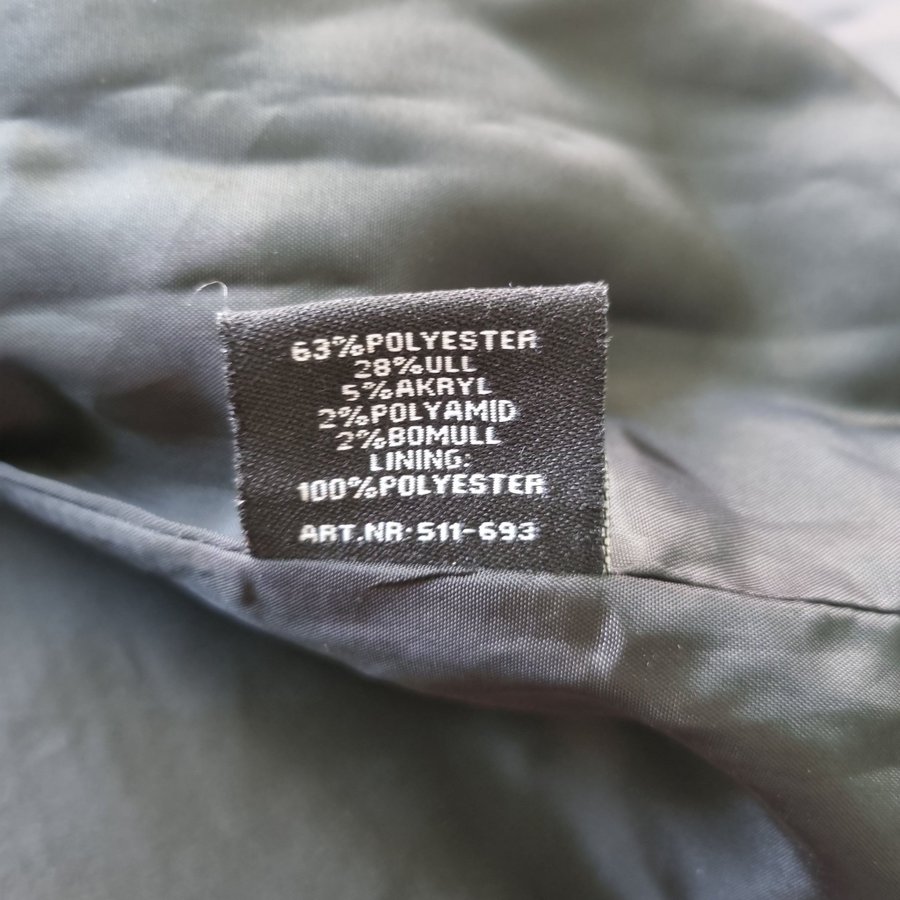 63%POLYESTER
28%ULL
5%AKRYL
2%POLYAMID
2%BOMULL
LINING:
100%POLYESTER
ART.NR·511-693